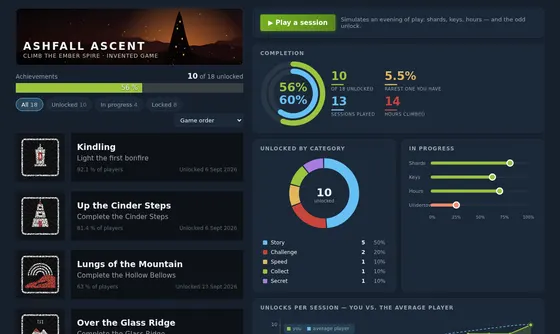 ASHFALL ASCENT
CLIMB THE EMBER SPIRE · INVENTED GAME
Achievements
10 of 18 unlocked
56 %
All 18
Unlocked 10
In progress 4
Locked 8
Game order
Kindling
Light the first bonfire
82.1 % of players
Unlocked 6 Sept 2026
Up the Cinder Steps
Complete the Cinder Steps
81.4 % of players
Unlocked 6 Sept 2026
Lungs of the Mountain
Complete the Hollow Bellows
63 % of players
Unlocked 13 Sept 2026
Over the Glass Ridge
▶ Play a session
Simulates an evening of play: shards, keys, hours — and the odd
unlock.
COMPLETION
56%
60%
10
OF 18 UNLOCKED
5.5%
RAREST ONE YOU HAVE
13
SESSIONS PLAYED
14
HOURS CLIMBED
UNLOCKED BY CATEGORY
10
unlocked
Story 5 50%
Challenge 2 20%
Speed 1 10%
Collect 1 10%
Secret 1 10%
IN PROGRESS
Shards
Keys
Hours
0%
25%
50%
75%
100%
UNLOCKS PER SESSION — YOU VS. THE AVERAGE PLAYER
you
average player